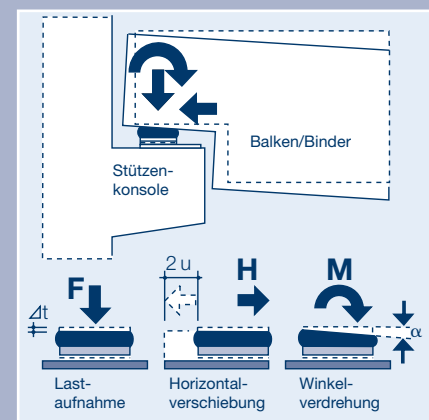 Balken/Binder
Stützen-
konsole
2 u
F
H
M
Δt
α
Last-
aufnahme
Horizontal-
verschiebung
Winkel-
verdrehung